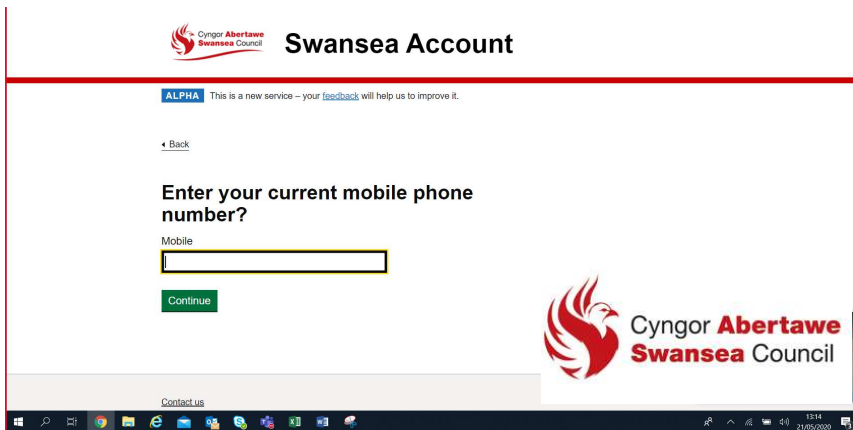 Cyngor Abertawe
Swansea Council
Swansea Account
ALPHA This is a new service – your feedback will help us to improve it.
Back
Enter your current mobile phone
number?
Mobile
Continue
Cyngor Abertawe
Swansea Council
Contact us
13:14
21/05/2020